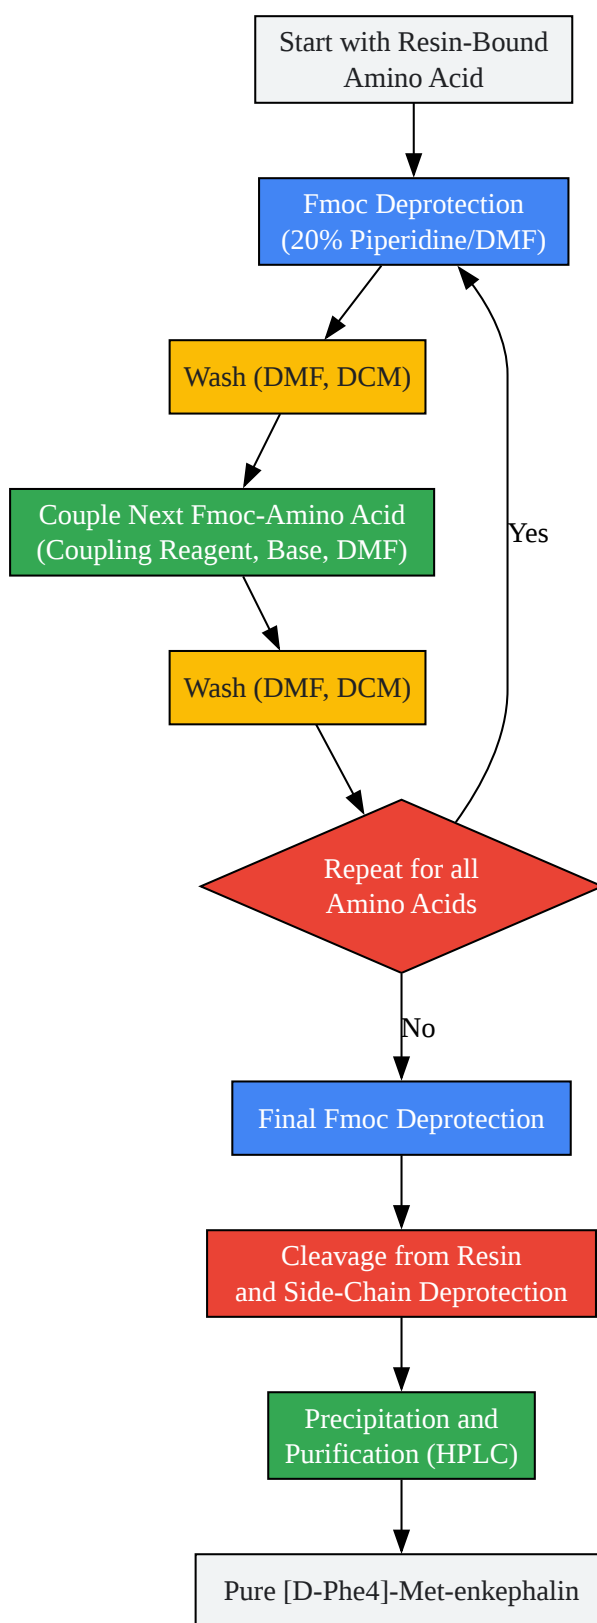 Start with Resin-Bound
Amino Acid
Fmoc Deprotection
(20% Piperidine/DMF)
Wash (DMF, DCM)
Couple Next Fmoc-Amino Acid
(Coupling Reagent, Base, DMF)
Yes
Wash (DMF, DCM)
Repeat for all
Amino Acids
No
Final Fmoc Deprotection
Cleavage from Resin
and Side-Chain Deprotection
Precipitation and
Purification (HPLC)
Pure [D-Phe4]-Met-enkephalin